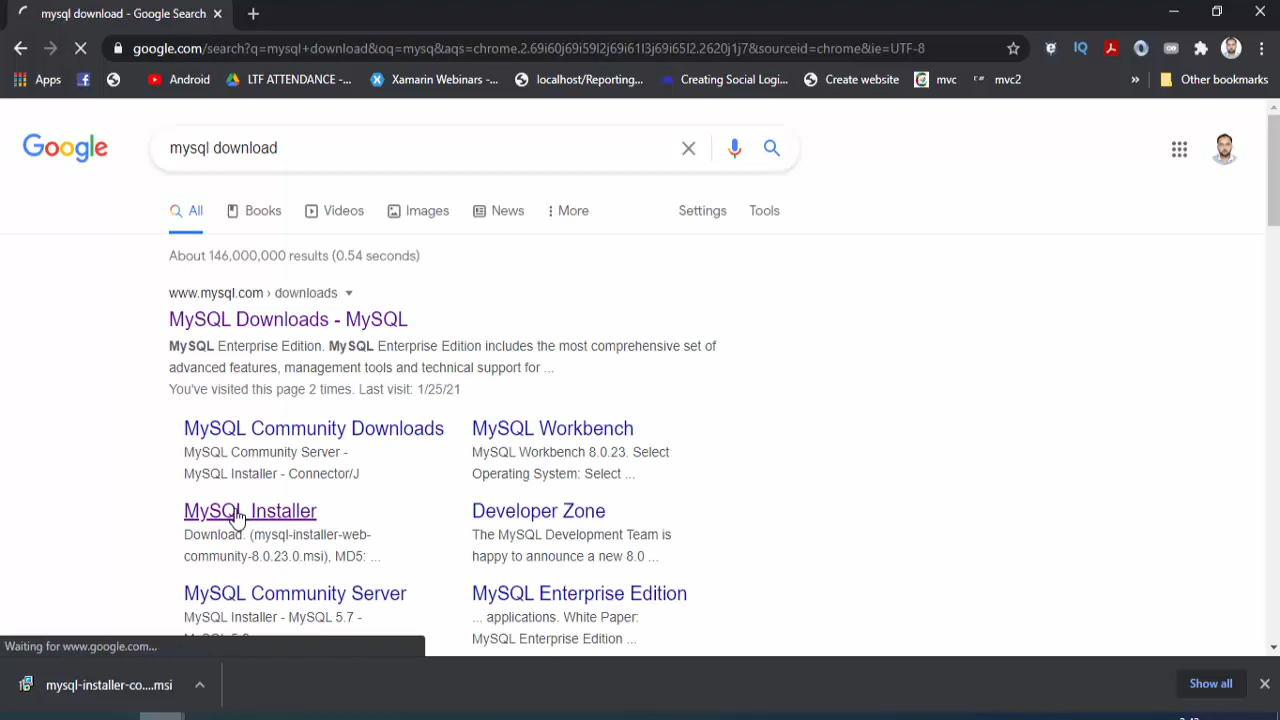 mysql download - Google Search
google.com/search?q=mysql+download&oq=mysq&aqs=chrome.2.69i60j69i59l2j69i61l3j69i65l2.2620j1j7&sourceid=chrome&ie=UTF-8
IQ
Apps
Android
LTF ATTENDANCE -...
Xamarin Webinars -...
localhost/Reporting...
Creating Social Logi...
Create website
mvc
mvc2
»
Other bookmarks
Google
mysql download
All
Books
Videos
Images
News
More
Settings
Tools
About 146,000,000 results (0.54 seconds)
www.mysql.com › downloads
MySQL Downloads - MySQL
MySQL Enterprise Edition. MySQL Enterprise Edition includes the most comprehensive set of
advanced features, management tools and technical support for ...
You've visited this page 2 times. Last visit: 1/25/21
MySQL Community Downloads
MySQL Community Server -
MySQL Installer - Connector/J
MySQL Workbench
MySQL Workbench 8.0.23. Select
Operating System: Select ...
MySQL Installer
Download. (mysql-installer-web-
community-8.0.23.0.msi), MD5: ...
Developer Zone
The MySQL Development Team is
happy to announce a new 8.0 ...
MySQL Community Server
MySQL Installer - MySQL 5.7 -
MySQL Enterprise Edition
... applications. White Paper:
MySQL Enterprise Edition ...
Waiting for www.google.com...
mysql-installer-co....msi
Show all